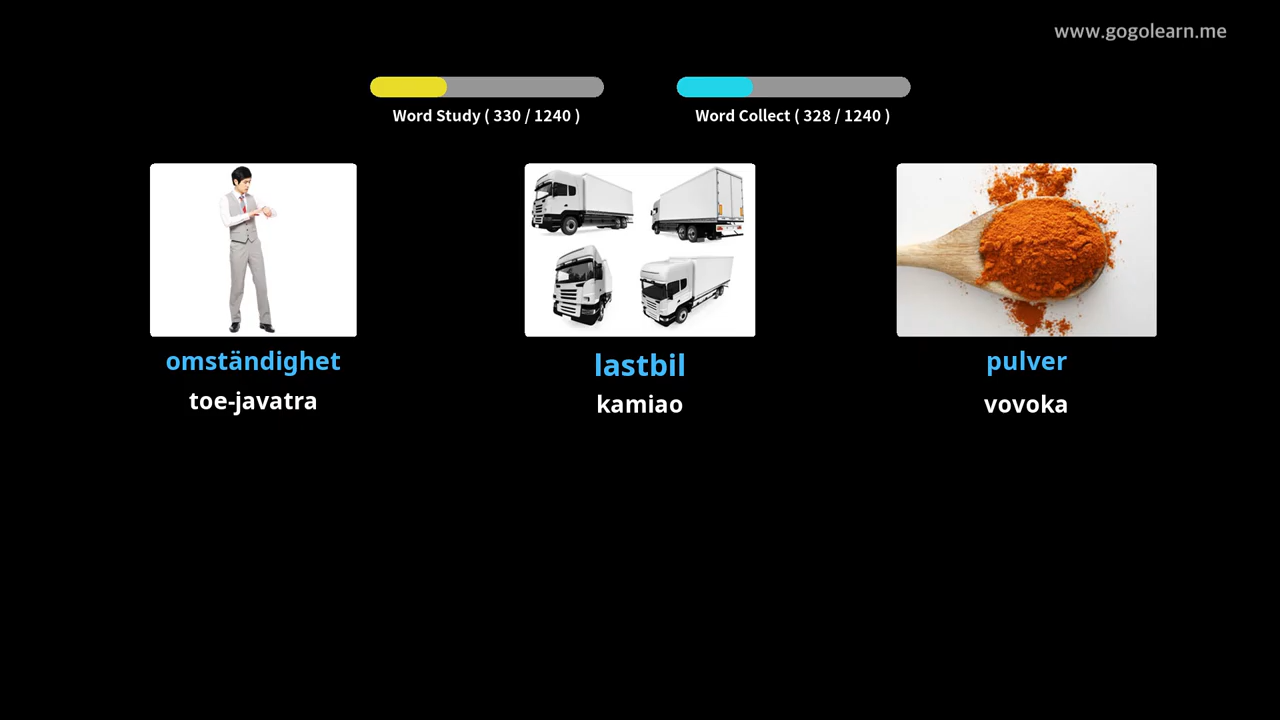 www.gogolearn.me
Word Study ( 330 / 1240 )
Word Collect ( 328 / 1240 )
omständighet
toe-javatra
lastbil
kamiao
pulver
vovoka